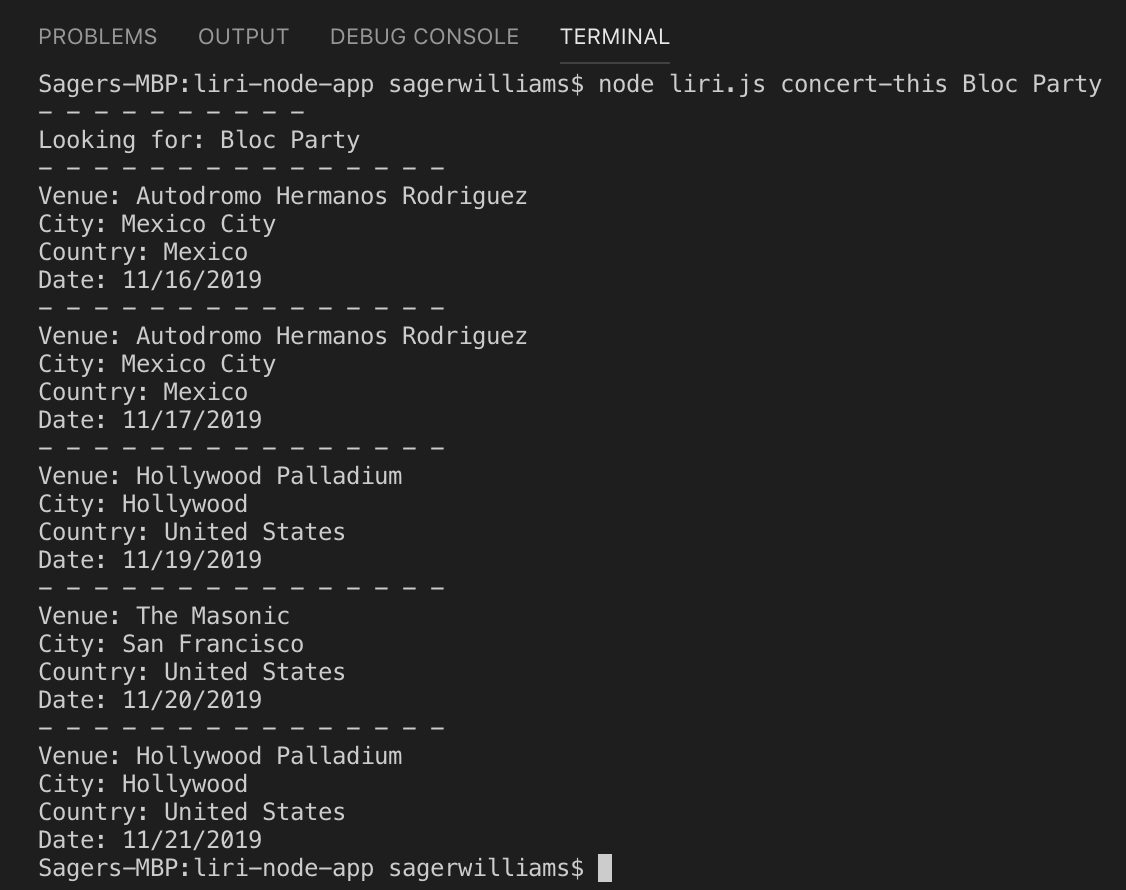 PROBLEMS OUTPUT DEBUG CONSOLE TERMINAL
Sagers-MBP:liri-node-app sagerwilliams$ node liri.js concert-this Bloc Party
- - - - - - - - - -
Looking for: Bloc Party
- - - - - - - - - - - - - - -
Venue: Autodromo Hermanos Rodriguez
City: Mexico City
Country: Mexico
Date: 11/16/2019
- - - - - - - - - - - - - - -
Venue: Autodromo Hermanos Rodriguez
City: Mexico City
Country: Mexico
Date: 11/17/2019
- - - - - - - - - - - - - - -
Venue: Hollywood Palladium
City: Hollywood
Country: United States
Date: 11/19/2019
- - - - - - - - - - - - - - -
Venue: The Masonic
City: San Francisco
Country: United States
Date: 11/20/2019
- - - - - - - - - - - - - - -
Venue: Hollywood Palladium
City: Hollywood
Country: United States
Date: 11/21/2019
Sagers-MBP:liri-node-app sagerwilliams$